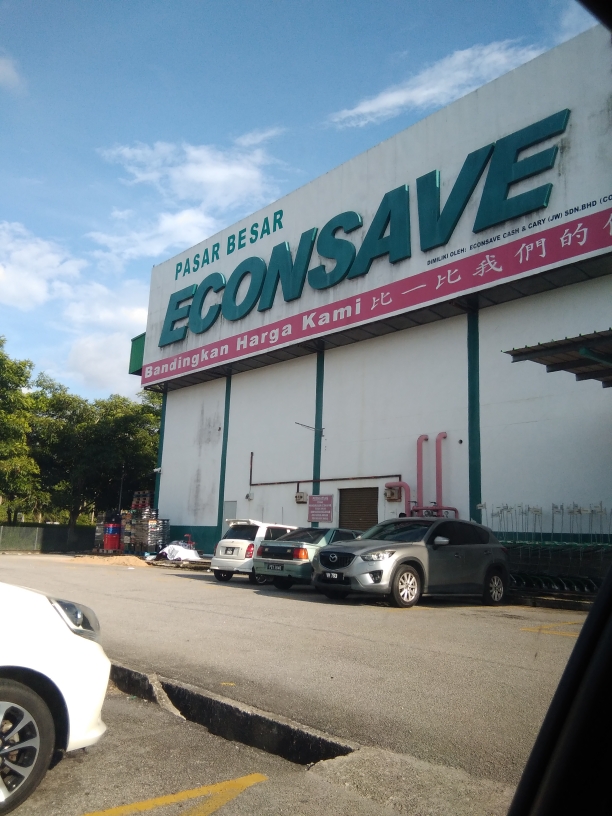 PASAR BESAR
ECONSAVE
DIMILIKI OLEH: ECONSAVE CASH & CARY (JW) SDN.BHD (CO
Bandingkan Harga Kami 比一比我們的